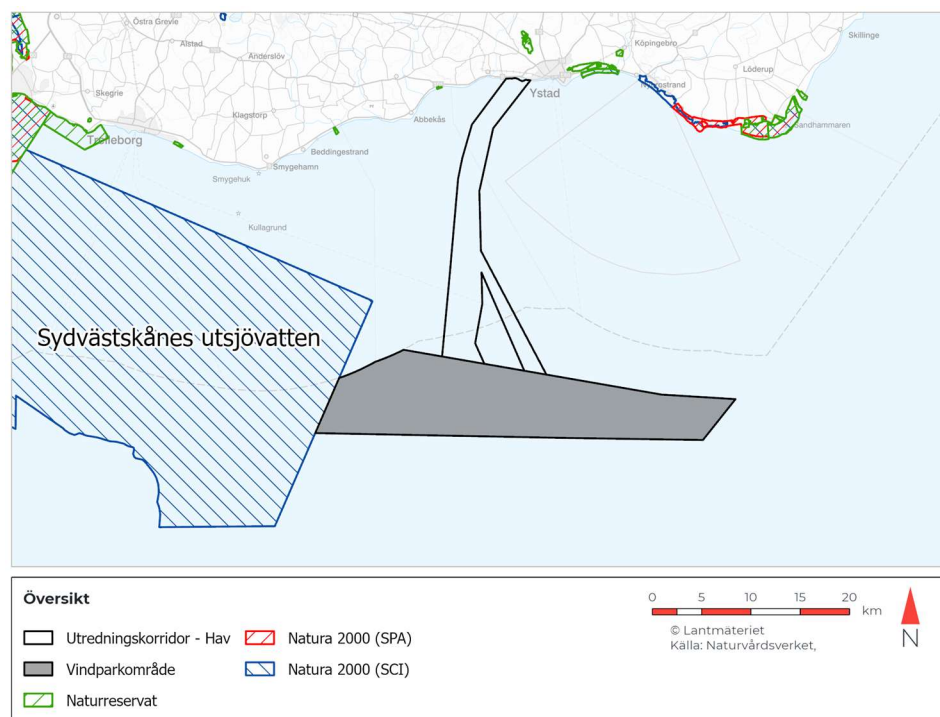 Östra Grevie
Skillinge
Alstad
Anderslöv
Köpingebro
Löderup
Skegrie
Ystad
Klagstorp
Abbekås
Sandhammaren
Trelleborg
Beddingestrand
Smygehamn
Smygehuk
Kullagrund
Sydvästskånes utsjövatten
Översikt
Utredningskorridor - Hav
Natura 2000 (SPA)
Vindparkområde
Natura 2000 (SCI)
Naturreservat
0 5 10 15 20
km
© Lantmäteriet
Källa: Naturvårdsverket,
N